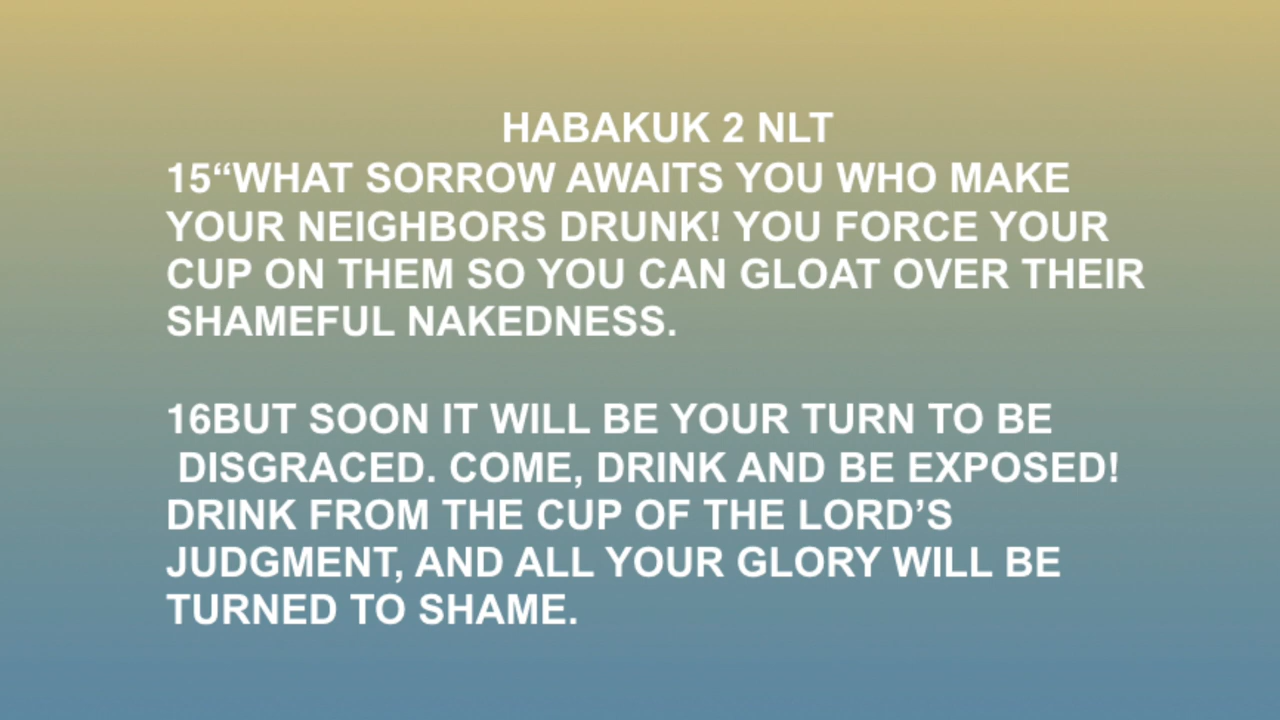 HABAKUK 2 NLT
15“WHAT SORROW AWAITS YOU WHO MAKE
YOUR NEIGHBORS DRUNK! YOU FORCE YOUR
CUP ON THEM SO YOU CAN GLOAT OVER THEIR
SHAMEFUL NAKEDNESS.
16BUT SOON IT WILL BE YOUR TURN TO BE
DISGRACED. COME, DRINK AND BE EXPOSED!
DRINK FROM THE CUP OF THE LORD’S
JUDGMENT, AND ALL YOUR GLORY WILL BE
TURNED TO SHAME.